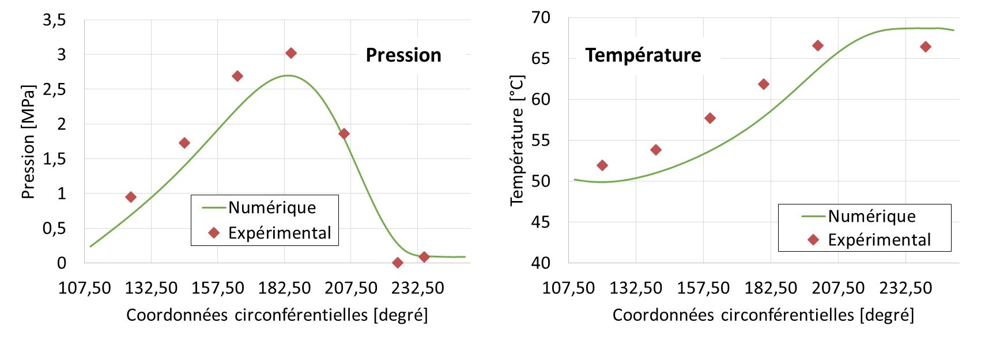 Pression
3,5
3
2,5
2
1,5
1
0,5
0
Pression [MPa]
Numérique
Expérimental
107,50 132,50 157,50 182,50 207,50 232,50
Coordonnées circonférentielles [degré]
Température
70
65
60
55
50
45
40
Température [°C]
Numérique
Expérimental
107,50 132,50 157,50 182,50 207,50 232,50
Coordonnées circonférentielles [degré]